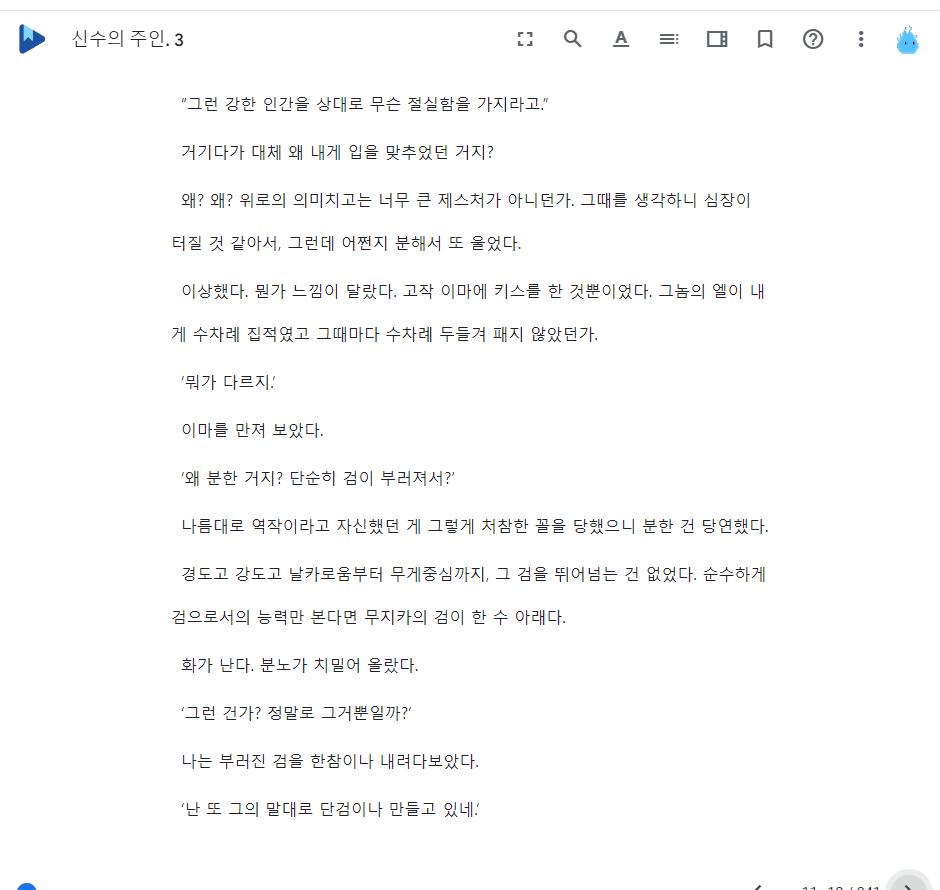 신수의 주인. 3
“그런 강한 인간을 상대로 무슨 절실함을 가지라고.”
거기다가 대체 왜 내게 입을 맞추었던 거지?
왜? 왜? 위로의 의미치고는 너무 큰 제스처가 아니던가. 그때를 생각하니 심장이
터질 것 같아서, 그런데 어쩐지 분해서 또 울었다.
이상했다. 뭔가 느낌이 달랐다. 고작 이마에 키스를 한 것뿐이었다. 그놈의 엘이 내
게 수차례 집적였고 그때마다 수차례 두들겨 패지 않았던가.
‘뭐가 다르지.’
이마를 만져 보았다.
‘왜 분한 거지? 단순히 검이 부러져서?’
나름대로 역작이라고 자신했던 게 그렇게 처참한 꼴을 당했으니 분한 건 당연했다.
경도고 강도고 날카로움부터 무게중심까지, 그 검을 뛰어넘는 건 없었다. 순수하게
검으로서의 능력만 본다면 무지카의 검이 한 수 아래다.
화가 난다. 분노가 치밀어 올랐다.
‘그런 건가? 정말로 그거뿐일까?’
나는 부러진 검을 한참이나 내려다보았다.
‘난 또 그의 말대로 단검이나 만들고 있네.’